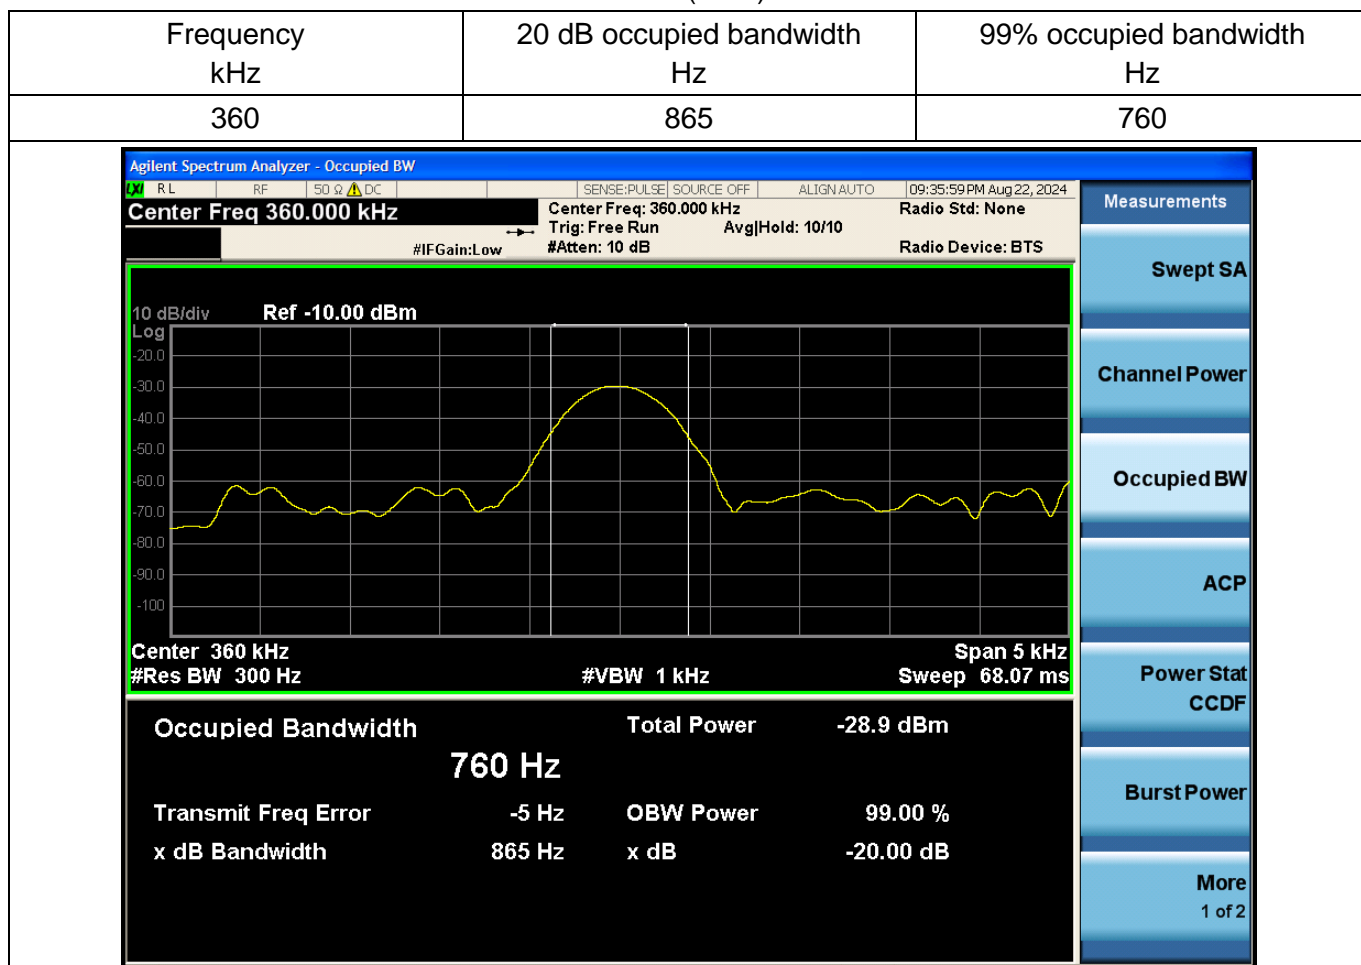 Frequency 20 dB occupied bandwidth 99% occupied bandwidth
kHz Hz Hz
360 865 760
Agilent Spectrum Analyzer - Occupied BW
LXI RL RF 50 Ω DC SENSE:PULSE SOURCE OFF ALIGN AUTO 09:35:59 PM Aug 22, 2024
Center Freq 360.000 kHz
Center Freq: 360.000 kHz Radio Std: None
Trig: Free Run Avg|Hold: 10/10
#IFGain:Low #Atten: 10 dB Radio Device: BTS
10 dB/div Ref -10.00 dBm
Log
-20.0
-30.0
-40.0
-50.0
-60.0
-70.0
-80.0
-90.0
-100
Center 360 kHz Span 5 kHz
#Res BW 300 Hz #VBW 1 kHz Sweep 68.07 ms
Occupied Bandwidth Total Power -28.9 dBm
760 Hz
Transmit Freq Error -5 Hz OBW Power 99.00 %
x dB Bandwidth 865 Hz x dB -20.00 dB
Measurements
Swept SA
Channel Power
Occupied BW
ACP
Power Stat
CCDF
Burst Power
More
1 of 2